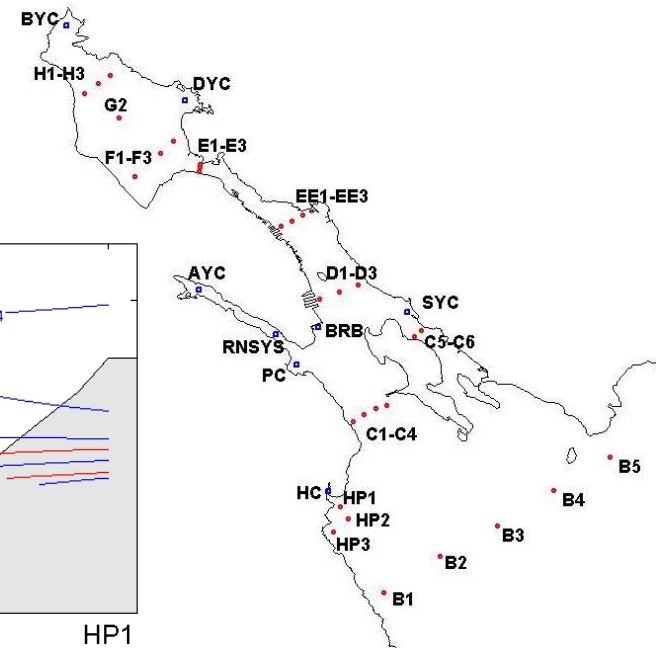 BYC
H1-H3
DYC
G2
F1-F3
E1-E3
EE1-EE3
AYC
D1-D3
SYC
BRB
RNSYS
C5-C6
PC
C1-C4
B5
HC
HP1
B4
HP2
B3
HP3
B2
B1
HP1